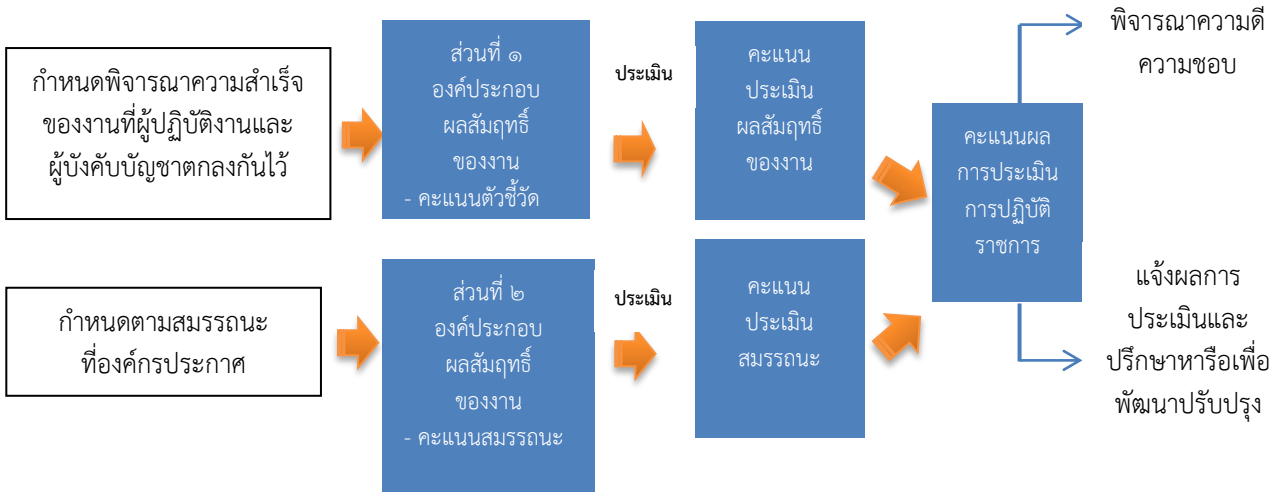 กำหนดพิจารณาความสำเร็จ
ของงานที่ผู้ปฏิบัติงานและ
ผู้บังคับบัญชาตกลงกันไว้
ส่วนที่ ๑
องค์ประกอบ
ผลสัมฤทธิ์
ของงาน
- คะแนนตัวชี้วัด
ประเมิน
คะแนน
ประเมิน
ผลสัมฤทธิ์
ของงาน
กำหนดตามสมรรถนะ
ที่องค์กรประกาศ
ส่วนที่ ๒
องค์ประกอบ
ผลสัมฤทธิ์
ของงาน
- คะแนนสมรรถนะ
ประเมิน
คะแนน
ประเมิน
สมรรถนะ
คะแนนผล
การประเมิน
การปฏิบัติ
ราชการ
พิจารณาความดี
ความชอบ
แจ้งผลการ
ประเมินและ
ปรึกษาหารือเพื่อ
พัฒนาปรับปรุง